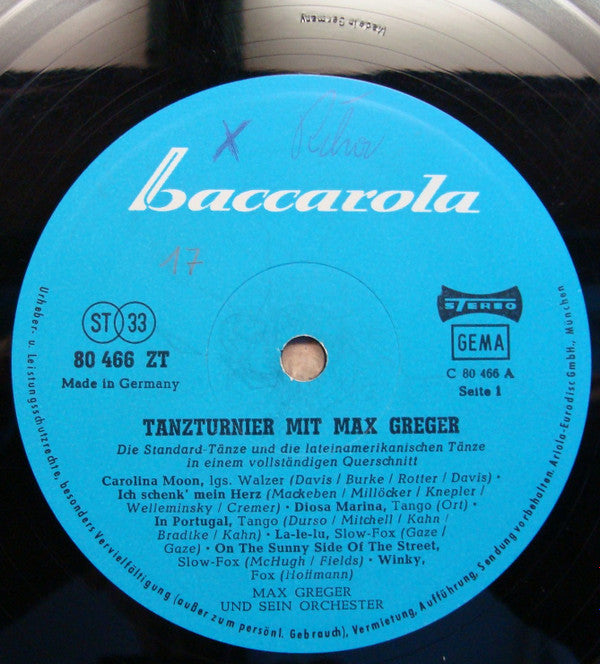 Made in Germany
x
baccarola
17
ST 33
80 466 ZT
Made in Germany
STEREO
GEMA
C 80 466 A
Seite 1
TANZTURNIER MIT MAX GREGER
Die Standard-Tänze und die lateinamerikanischen Tänze
in einem vollständigen Querschnitt
Carolina Moon, lgs. Walzer (Davis / Burke / Rotter / Davis) ·
Ich schenk' mein Herz (Mackeben / Millöcker / Knepler /
Welleminsky / Cremer) · Diosa Marina, Tango (Ort) ·
In Portugal, Tango (Durso / Mitchell / Kahn /
Bradtke / Kahn) · La-le-lu, Slow-Fox (Gaze /
Gaze) · On The Sunny Side Of The Street,
Slow-Fox (McHugh / Fields) · Winky,
Fox (Hoffmann)
MAX GREGER
UND SEIN ORCHESTER
Urheber- u. Leistungsschutzrechte, besonders Vervielfältigung (außer zum persönl. Gebrauch), Vermietung, Aufführung, Sendung vorbehalten. Ariola-Eurodisc GmbH., München